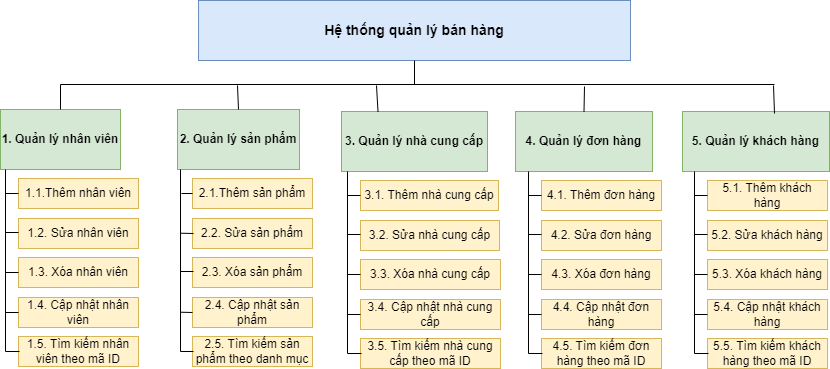 Hệ thống quản lý bán hàng
1. Quản lý nhân viên
2. Quản lý sản phẩm
3. Quản lý nhà cung cấp
4. Quản lý đơn hàng
5. Quản lý khách hàng
1.1.Thêm nhân viên
1.2. Sửa nhân viên
1.3. Xóa nhân viên
1.4. Cập nhật nhân
viên
1.5. Tìm kiếm nhân
viên theo mã ID
2.1.Thêm sản phẩm
2.2. Sửa sản phẩm
2.3. Xóa sản phẩm
2.4. Cập nhật sản
phẩm
2.5. Tìm kiếm sản
phẩm theo danh mục
3.1. Thêm nhà cung cấp
3.2. Sửa nhà cung cấp
3.3. Xóa nhà cung cấp
3.4. Cập nhật nhà cung
cấp
3.5. Tìm kiếm nhà cung
cấp theo mã ID
4.1. Thêm đơn hàng
4.2. Sửa đơn hàng
4.3. Xóa đơn hàng
4.4. Cập nhật đơn
hàng
4.5. Tìm kiếm đơn
hàng theo mã ID
5.1. Thêm khách
hàng
5.2. Sửa khách hàng
5.3. Xóa khách hàng
5.4. Cập nhật khách
hàng
5.5. Tìm kiếm khách
hàng theo mã ID